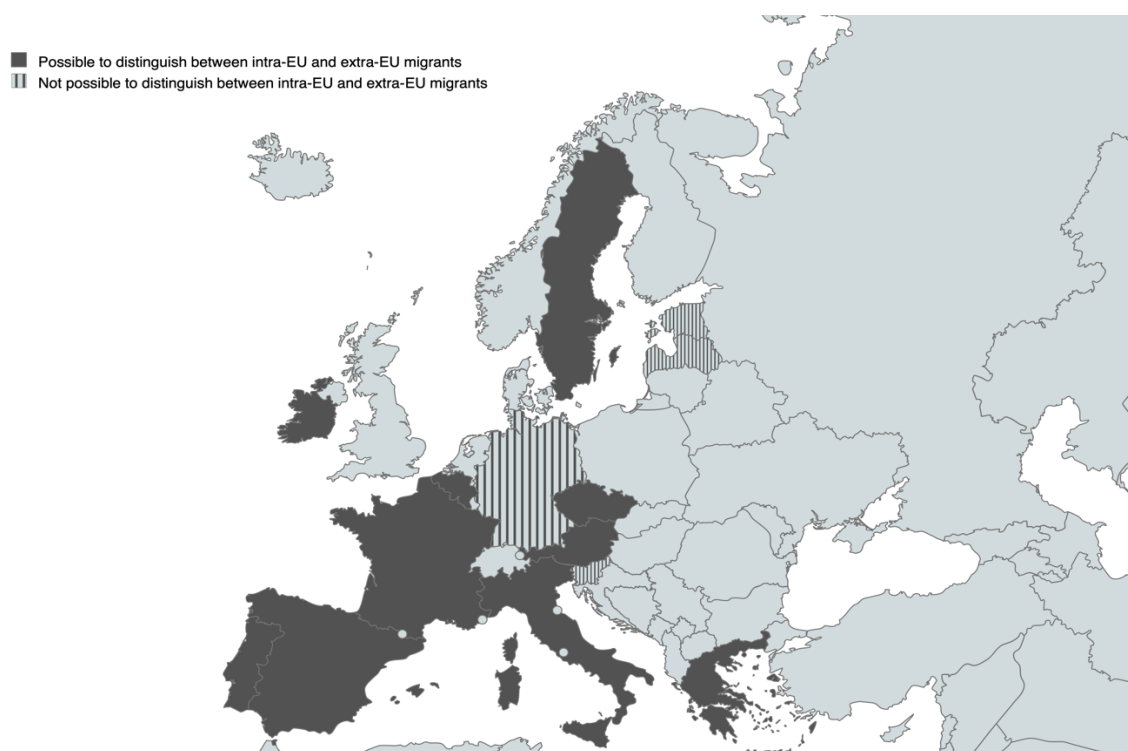 Possible to distinguish between intra-EU and extra-EU migrants
Not possible to distinguish between intra-EU and extra-EU migrants